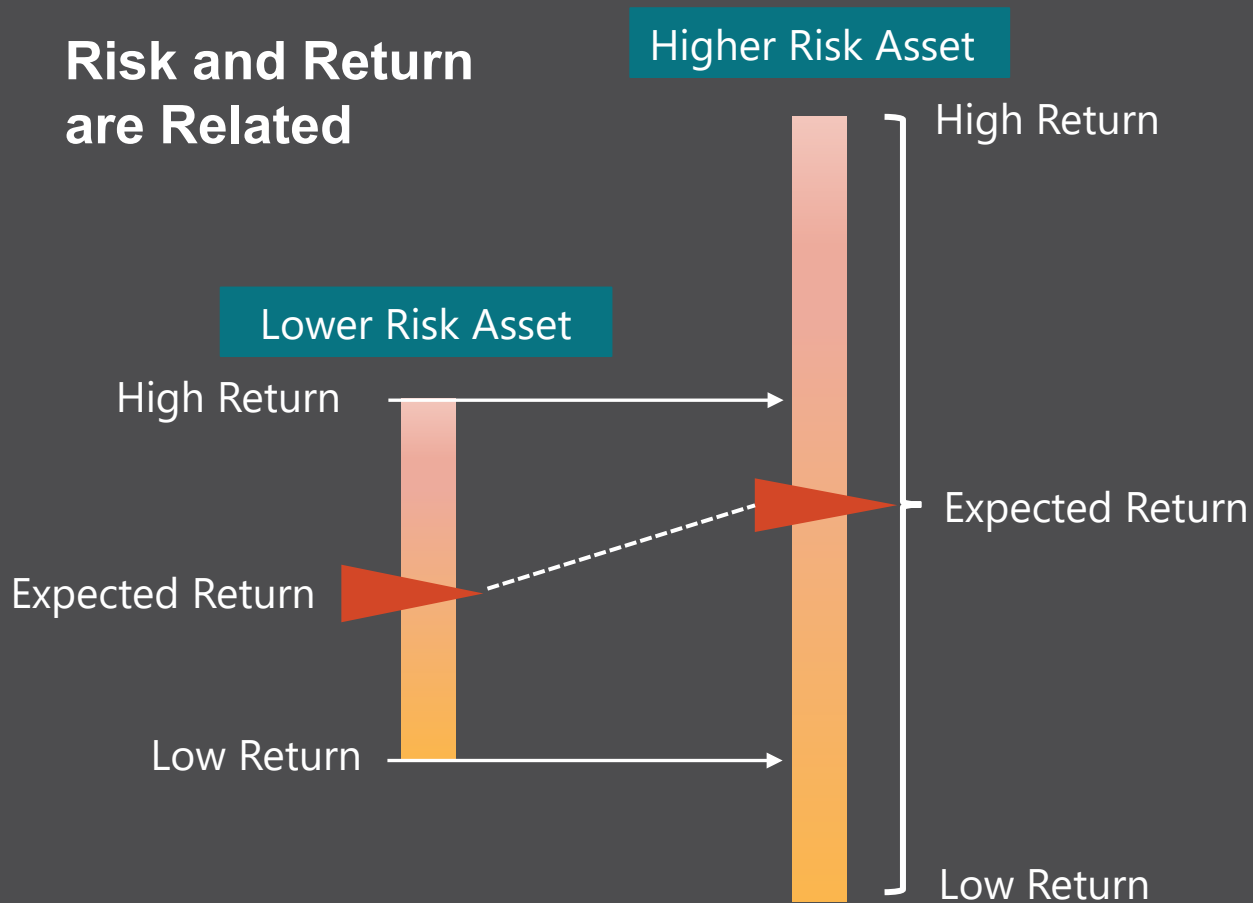 Risk and Return
are Related
Higher Risk Asset
High Return
Lower Risk Asset
High Return
Expected Return
Expected Return
Low Return
Low Return